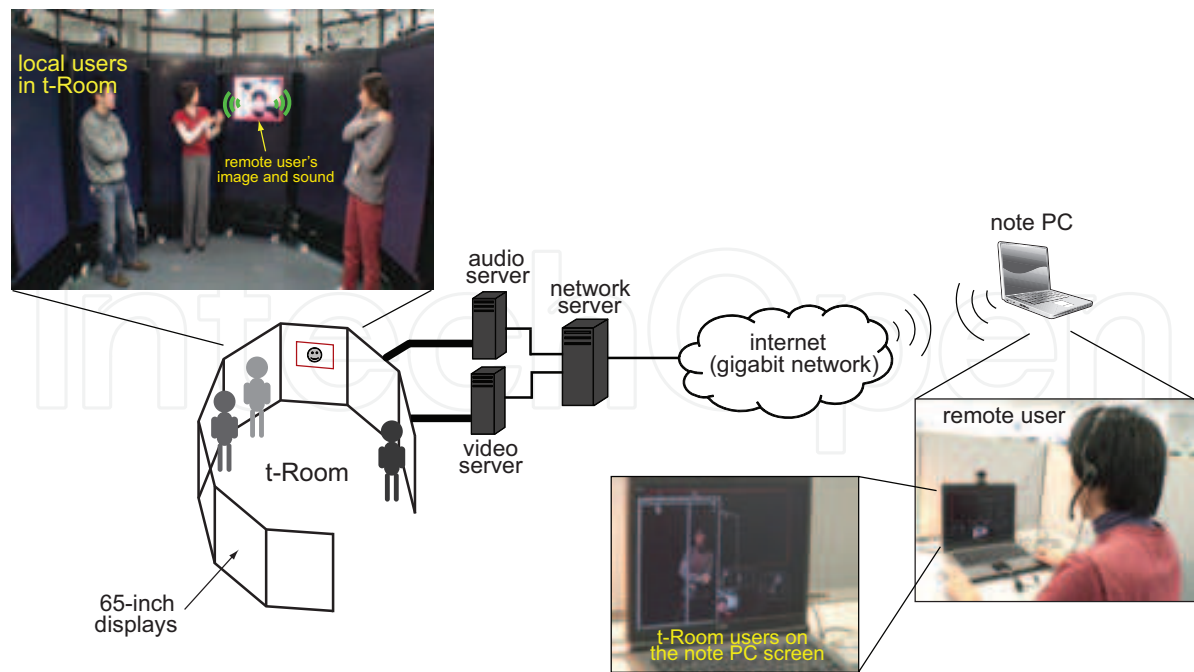 local users
in t-Room
remote user's
image and sound
note PC
audio
server
network
server
internet
(gigabit network)
IntechOpen
remote user
video
server
t-Room
65-inch
displays
t-Room users on
the note PC screen